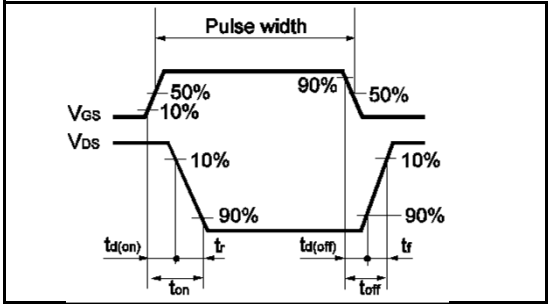 Pulse width
90%
50%
50%
10%
VGS
VDS
10%
10%
90%
90%
td(on)
tr
td(off)
tf
ton
toff